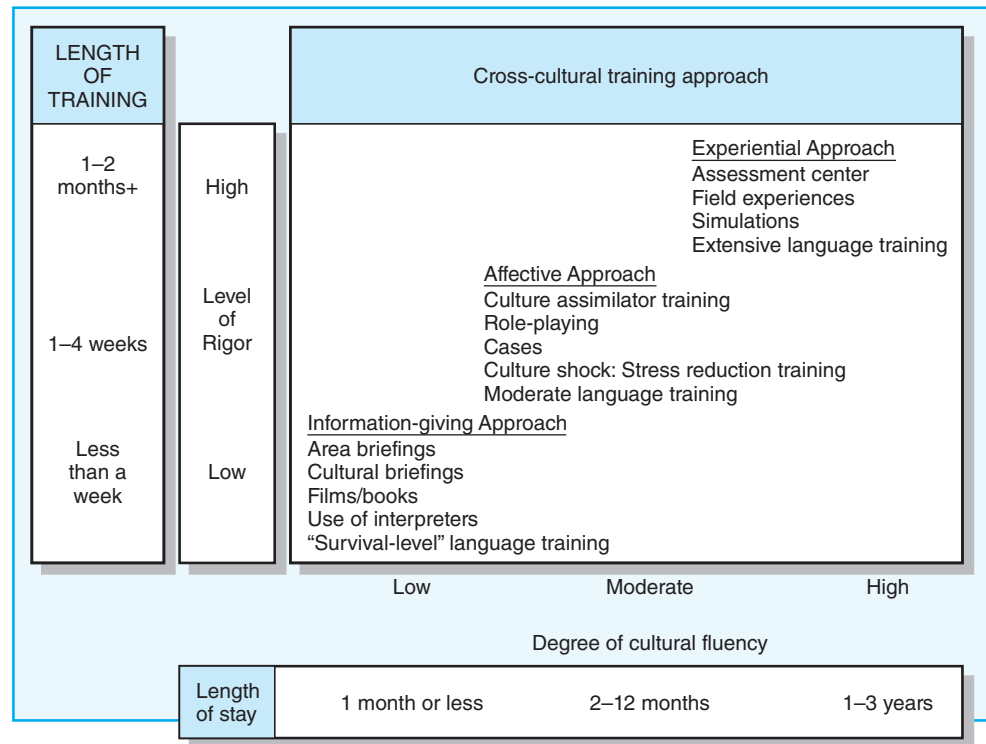 LENGTH
OF
TRAINING
Cross-cultural training approach
1–2
months+
High
Experiential Approach
Assessment center
Field experiences
Simulations
Extensive language training
1–4 weeks
Level
of
Rigor
Affective Approach
Culture assimilator training
Role-playing
Cases
Culture shock: Stress reduction training
Moderate language training
Less
than a
week
Low
Information-giving Approach
Area briefings
Cultural briefings
Films/books
Use of interpreters
“Survival-level” language training
Low Moderate High
Degree of cultural fluency
Length
of stay
1 month or less 2–12 months 1–3 years